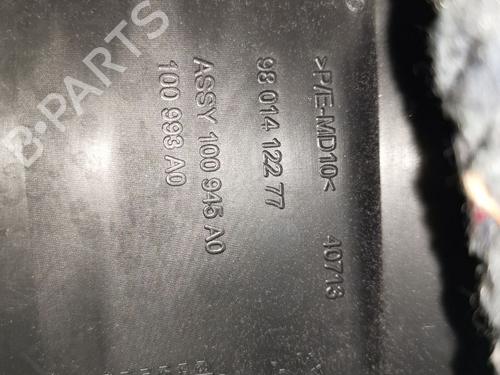 >P/E-MD10<
40713
98 014 122 77
ASSY 100 945 A0
100 993 A0
B-PARTS